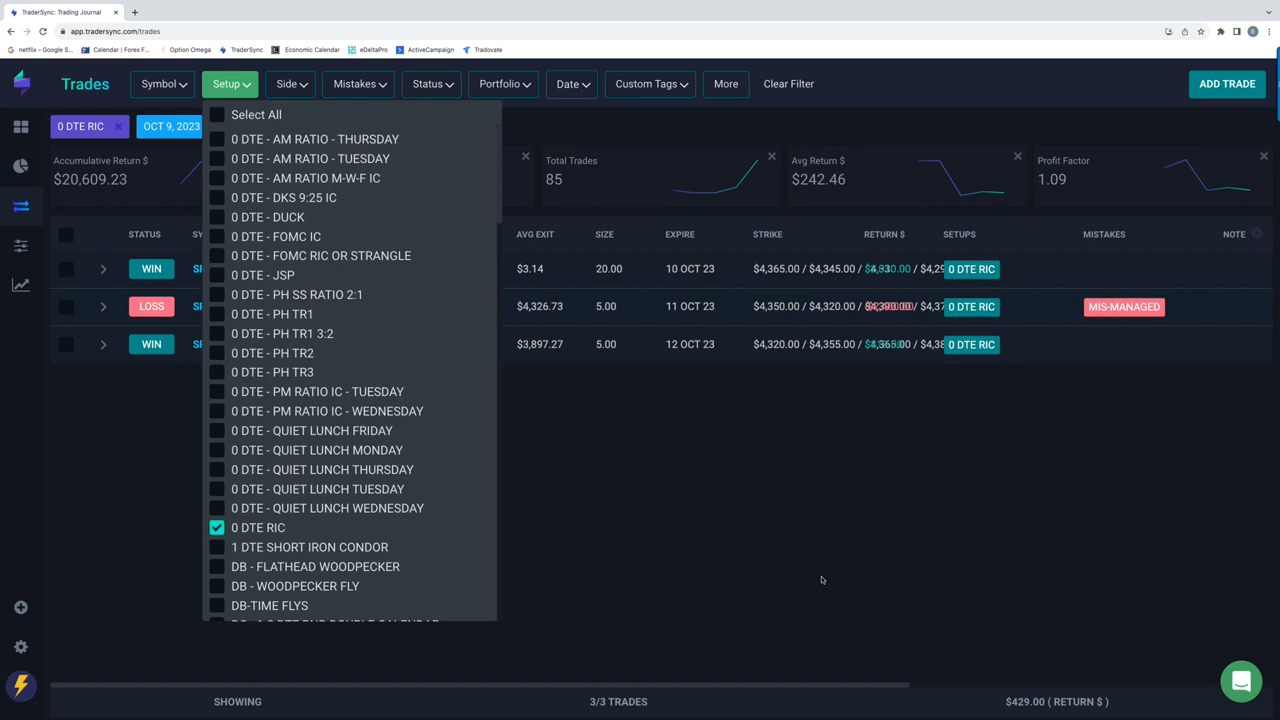 TraderSync: Trading Journal
app.tradersync.com/trades
netflix - Google S...
Calendar | Forex F...
Option Omega
TraderSync
Economic Calendar
eDeltaPro
ActiveCampaign
Tradovate
B
Trades
Symbol
Setup
Side
Mistakes
Status
Portfolio
Date
Custom Tags
More
Clear Filter
ADD TRADE
0 DTE RIC
OCT 9, 2023
Select All
0 DTE - AM RATIO - THURSDAY
0 DTE - AM RATIO - TUESDAY
0 DTE - AM RATIO M-W-F IC
0 DTE - DKS 9:25 IC
0 DTE - DUCK
0 DTE - FOMC IC
0 DTE - FOMC RIC OR STRANGLE
0 DTE - JSP
0 DTE - PH SS RATIO 2:1
0 DTE - PH TR1
0 DTE - PH TR1 3:2
0 DTE - PH TR2
0 DTE - PH TR3
0 DTE - PM RATIO IC - TUESDAY
0 DTE - PM RATIO IC - WEDNESDAY
0 DTE - QUIET LUNCH FRIDAY
0 DTE - QUIET LUNCH MONDAY
0 DTE - QUIET LUNCH THURSDAY
0 DTE - QUIET LUNCH TUESDAY
0 DTE - QUIET LUNCH WEDNESDAY
0 DTE RIC
1 DTE SHORT IRON CONDOR
DB - FLATHEAD WOODPECKER
DB - WOODPECKER FLY
DB-TIME FLYS
Accumulative Return $
$20,609.23
Total Trades
85
Avg Return $
$242.46
Profit Factor
1.09
STATUS AVG EXIT SIZE EXPIRE STRIKE RETURN $ SETUPS MISTAKES NOTE
WIN $3.14 20.00 10 OCT 23 $4,365.00 / $4,345.00 / 0 DTE RIC
LOSS $4,326.73 5.00 11 OCT 23 $4,350.00 / 0 DTE RIC MIS-MANAGED
WIN $3,897.27 5.00 12 OCT 23 $4,320.00 / $4,355.00 / 0 DTE RIC
SHOWING
3/3 TRADES
$429.00 ( RETURN $ )